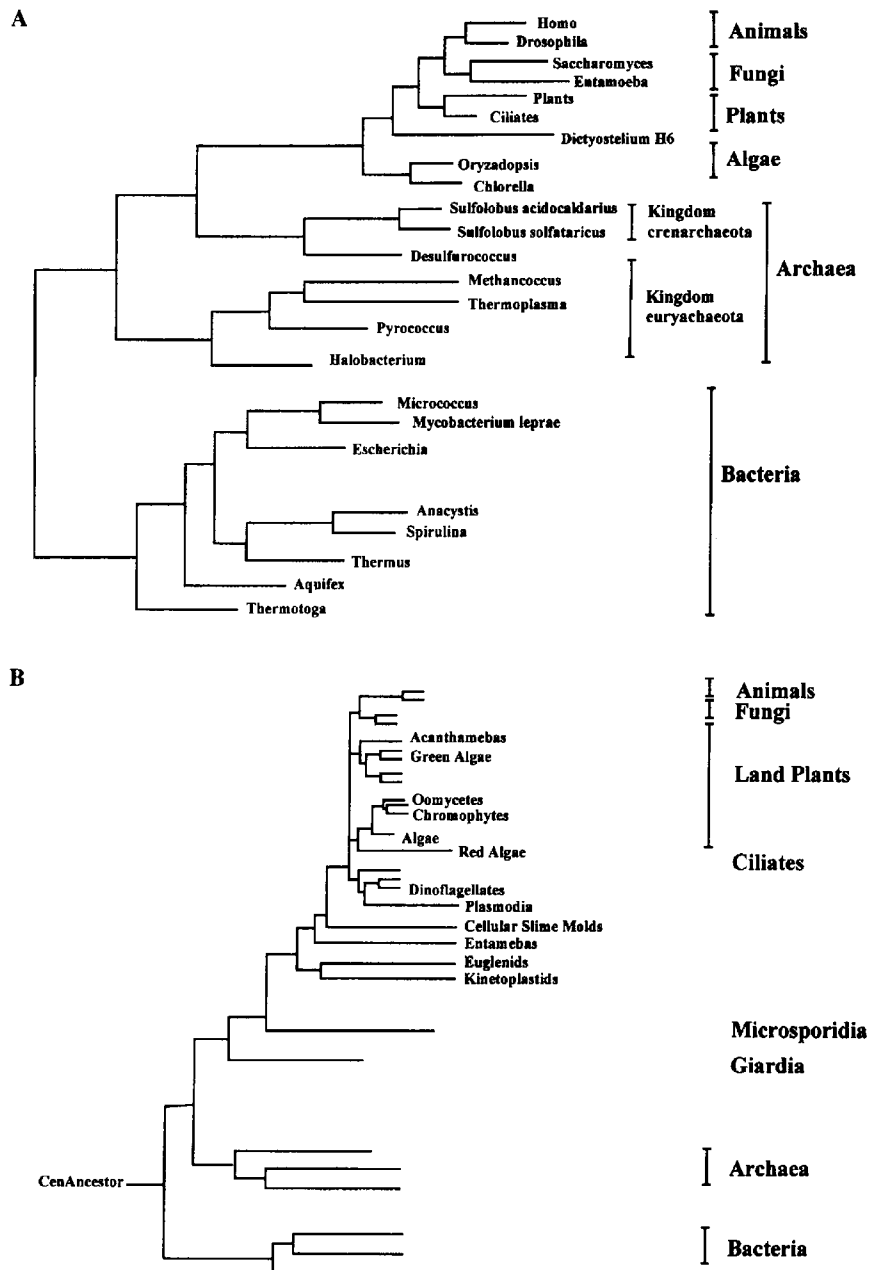 A
Homo
Drosophila
Animals
Saccharomyces
Entamoeba
Fungi
Plants
Ciliates
Plants
Dictyostelium H6
Oryzadopsis
Chlorella
Algae
Sulfolobus acidocaldarius
Sulfolobus solfataricus
Desulfurococcus
Kingdom
crenarchaeota
Methancoccus
Thermoplasma
Pyrococcus
Halobacterium
Kingdom
euryachaeota
Archaea
Micrococcus
Mycobacterium leprae
Escherichia
Anacystis
Spirulina
Thermus
Aquifex
Thermotoga
Bacteria
B
Animals
Fungi
Acanthamebas
Green Algae
Land Plants
Oomycetes
Chromophytes
Algae
Red Algae
Ciliates
Dinoflagellates
Plasmodia
Cellular Slime Molds
Entamebas
Euglenids
Kinetoplastids
Microsporidia
Giardia
Archaea
CenAncestor
Bacteria